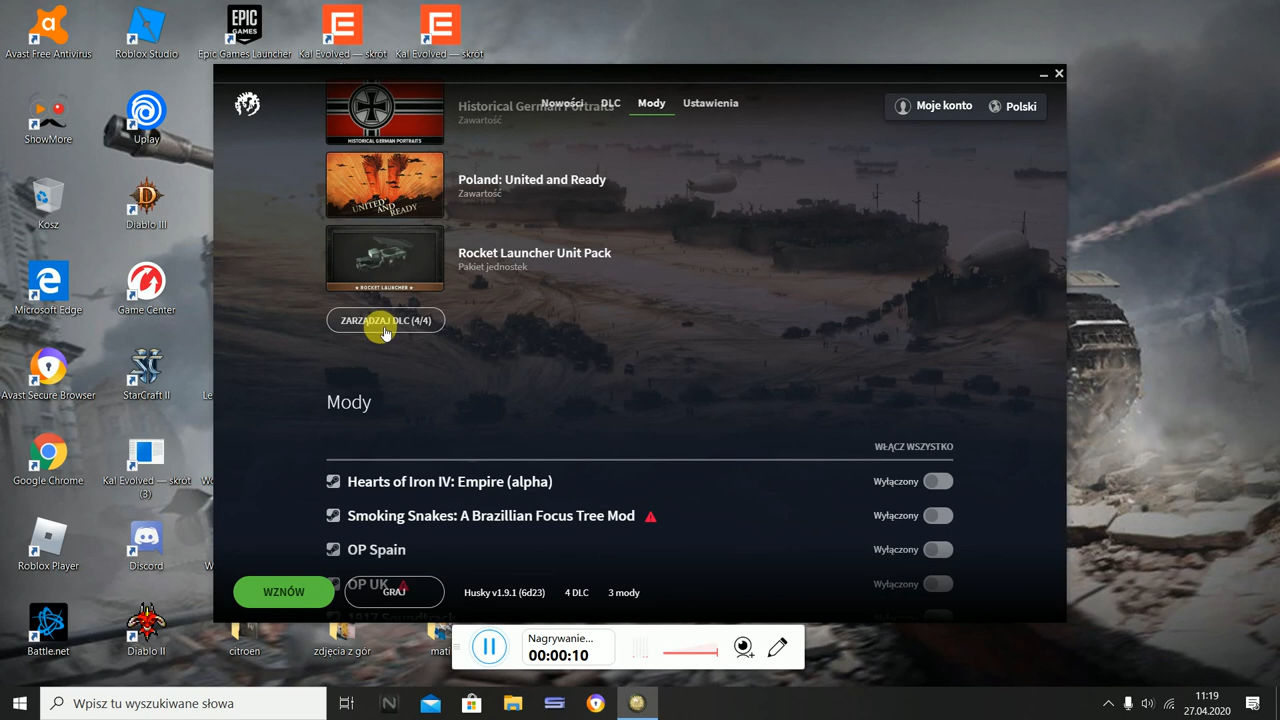 Avast Free Antivirus
Roblox Studio
EPIC
GAMES
Epic Games Launcher
Kal Evolved — skrót
Kal Evolved — skrót
ShowMore
Uplay
Kosz
Diablo III
Microsoft Edge
Game Center
Avast Secure Browser
StarCraft II
Le
Google Chrome
Kal Evolved — skrót
(3)
Wo
Roblox Player
Discord
W
Battle.net
Diablo II
citroen
zdjęcia z gór
mati
Nowości
DLC
Mody
Ustawienia
Moje konto
Polski
HISTORICAL GERMAN PORTRAITS
Historical German Portraits
Zawartość
UNITED
AND
READY
Poland: United and Ready
Zawartość
ROCKET LAUNCHER
Rocket Launcher Unit Pack
Pakiet jednostek
ZARZĄDZAJ DLC (4/4)
Mody
WŁĄCZ WSZYSTKO
Hearts of Iron IV: Empire (alpha)
Wyłączony
Smoking Snakes: A Brazillian Focus Tree Mod
Wyłączony
OP Spain
Wyłączony
OP UK
Wyłączony
1917 Soundtrack
WZNÓW
GRAJ
Husky v1.9.1 (6d23)
4 DLC
3 mody
Nagrywanie...
00:00:10
Wpisz tu wyszukiwane słowa
11:19
27.04.2020